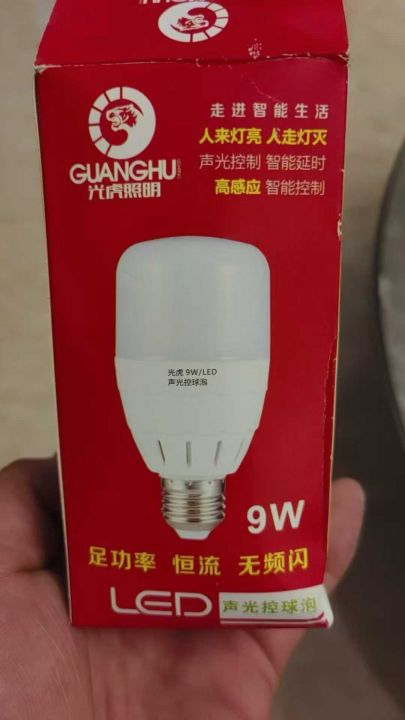 走进智能生活
人来灯亮 人走灯灭
声光控制 智能延时
高感应 智能控制
GUANGHU
光虎照明
光虎 9W/LED
声光控球泡
9W
足功率 恒流 无频闪
LED 声光控球泡